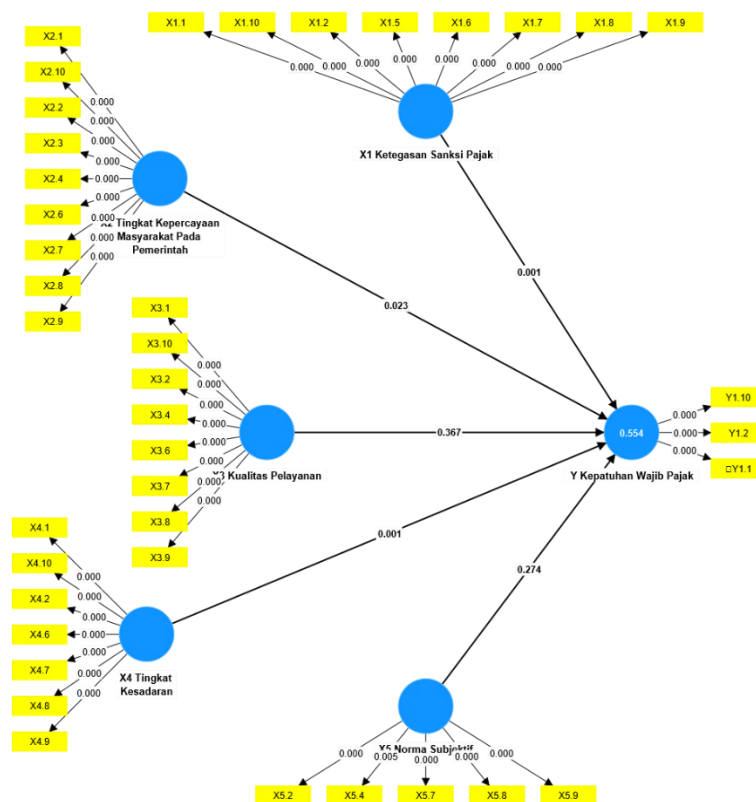 X1.1
X1.10
X1.2
X1.5
X1.6
X1.7
X1.8
X1.9
0.000
0.000
0.000
0.000
0.000
0.000
0.000
0.000
X1 Ketegasan Sanksi Pajak
X2.1
X2.10
X2.2
X2.3
X2.4
X2.6
X2.7
X2.8
X2.9
0.000
0.000
0.000
0.000
0.000
0.000
0.000
0.000
0.000
X2 Tingkat Kepercayaan
Masyarakat Pada
Pemerintah
0.001
0.023
X3.1
X3.10
X3.2
X3.4
X3.6
X3.7
X3.8
X3.9
0.000
0.000
0.000
0.000
0.000
0.000
0.000
0.000
X3 Kualitas Pelayanan
0.367
0.554
Y Kepatuhan Wajib Pajak
0.000
0.000
0.000
Y1.10
Y1.2
□Y1.1
X4.1
X4.10
X4.2
X4.6
X4.7
X4.8
X4.9
0.000
0.000
0.000
0.000
0.000
0.000
0.000
X4 Tingkat
Kesadaran
0.001
0.274
X5 Norma Subjektif
0.000
0.005
0.000
0.000
0.000
X5.2
X5.4
X5.7
X5.8
X5.9